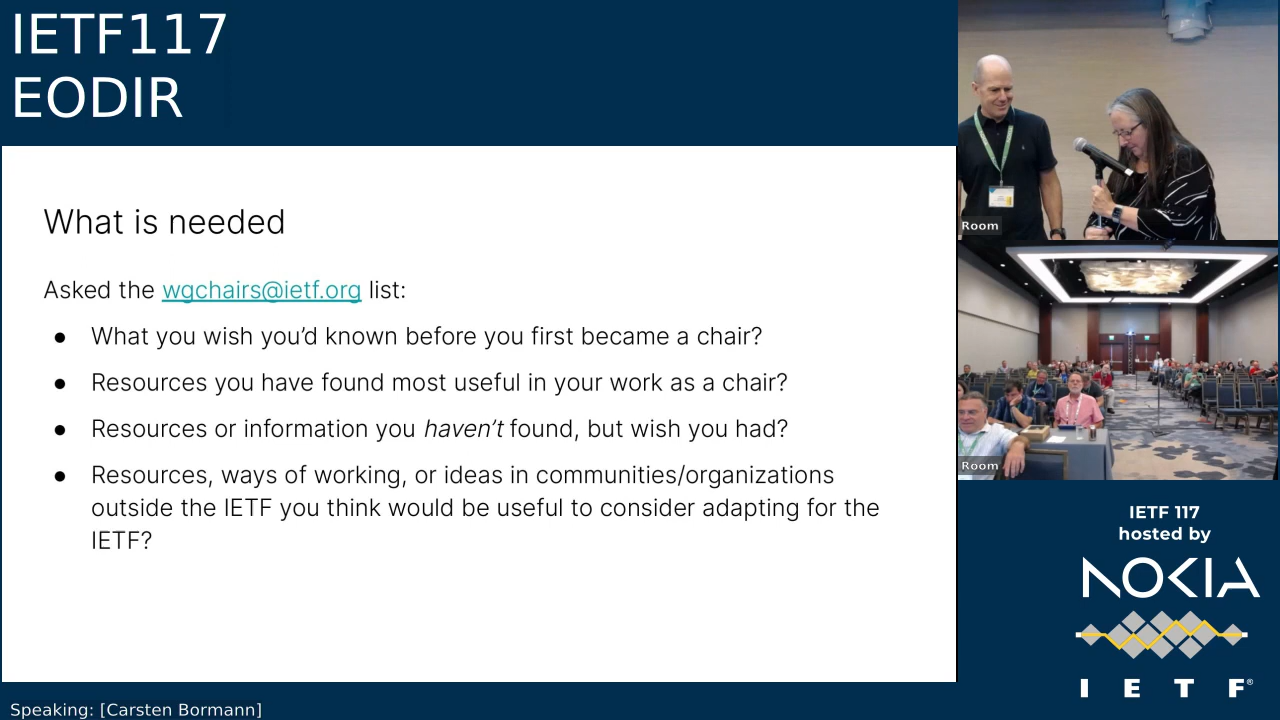 IETF117
EODIR
What is needed
Asked the wgchairs@ietf.org list:
● What you wish you’d known before you first became a chair?
● Resources you have found most useful in your work as a chair?
● Resources or information you haven’t found, but wish you had?
● Resources, ways of working, or ideas in communities/organizations
outside the IETF you think would be useful to consider adapting for the
IETF?
Room
Room
IETF 117
hosted by
NOKIA
I E T F®
Speaking: [Carsten Bormann]